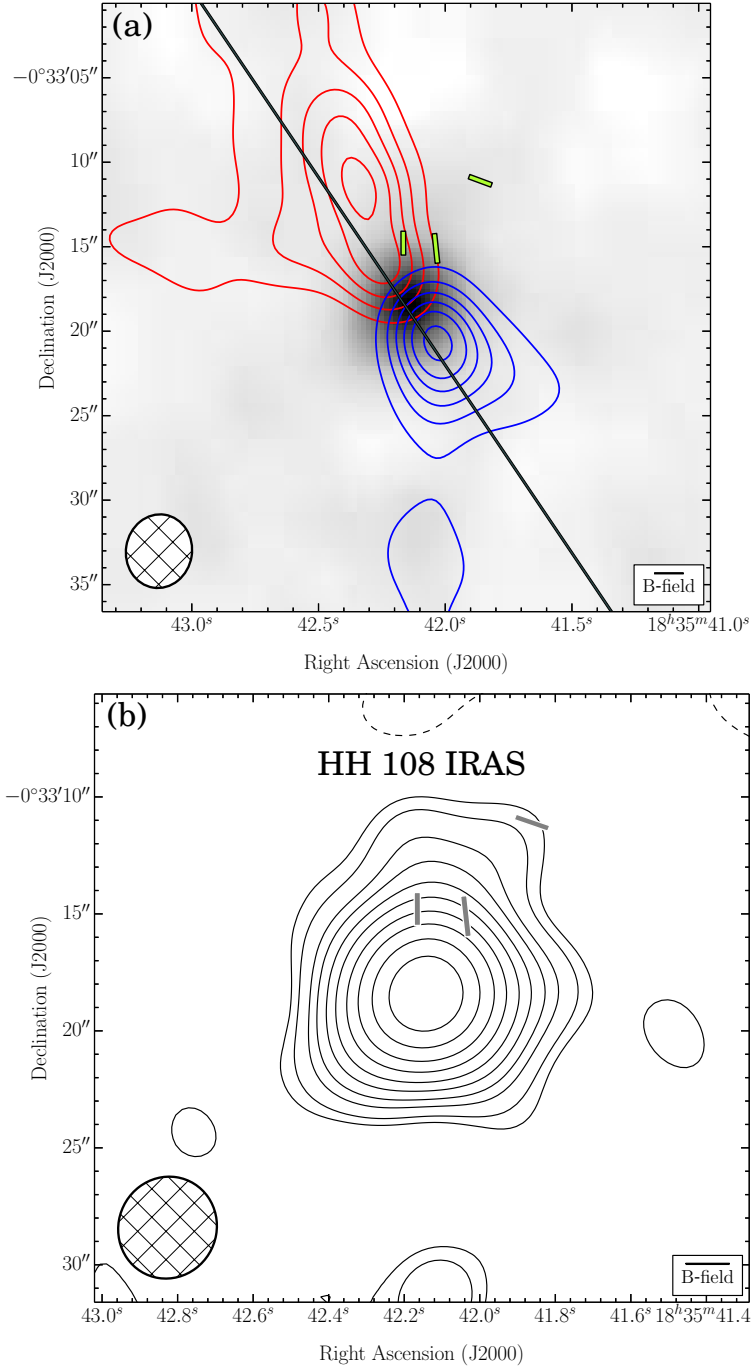 (a)
−0°33′05″
10″
15″
20″
25″
30″
35″
Declination (J2000)
B-field
43.0ˢ 42.5ˢ 42.0ˢ 41.5ˢ 18ʰ35ᵐ41.0ˢ
Right Ascension (J2000)
(b)
HH 108 IRAS
−0°33′10″
15″
20″
25″
30″
Declination (J2000)
B-field
43.0ˢ 42.8ˢ 42.6ˢ 42.4ˢ 42.2ˢ 42.0ˢ 41.8ˢ 41.6ˢ 18ʰ35ᵐ41.4
Right Ascension (J2000)